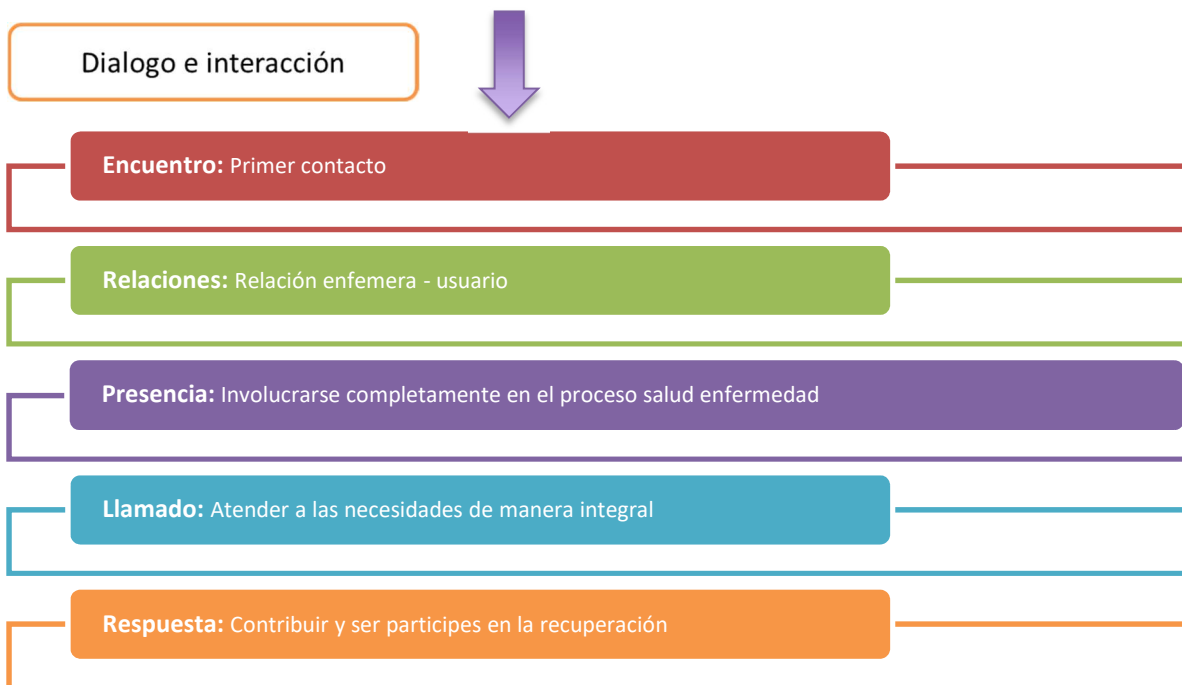 Dialogo e interacción
Encuentro: Primer contacto
Relaciones: Relación enfemera - usuario
Presencia: Involucrarse completamente en el proceso salud enfermedad
Llamado: Atender a las necesidades de manera integral
Respuesta: Contribuir y ser participes en la recuperación